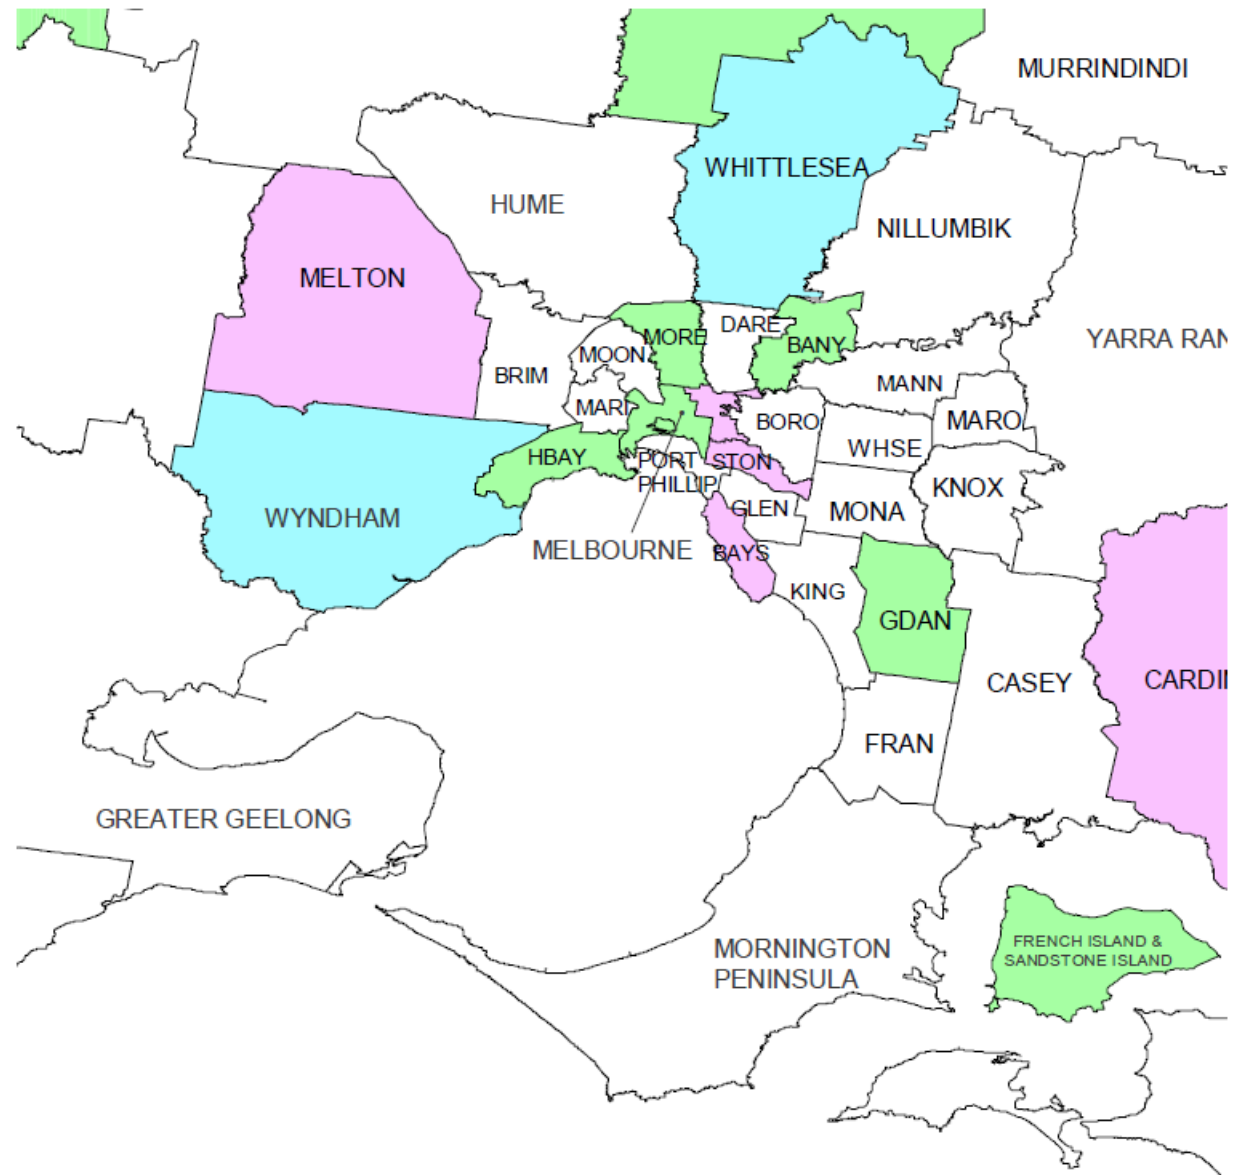 MURRINDINDI
WHITTLESEA
HUME
NILLUMBIK
MELTON
DARE
MORE
BANY
YARRA RAN
MOON
BRIM
MANN
MARI
BORO
MARO
WHSE
HBAY
PORT
PHILLIP
STON
KNOX
GLEN
MONA
WYNDHAM
MELBOURNE
BAYS
KING
GDAN
CASEY
CARDI
FRAN
GREATER GEELONG
FRENCH ISLAND &
SANDSTONE ISLAND
MORNINGTON
PENINSULA